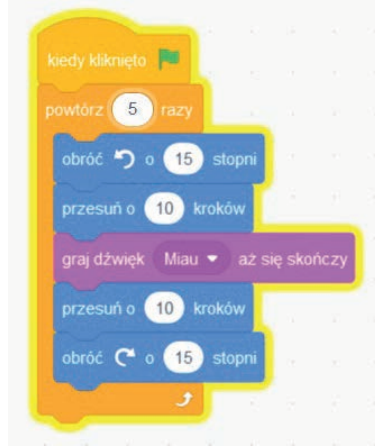 kiedy kliknięto
powtórz 5 razy
obróć o 15 stopni
przesuń o 10 kroków
graj dźwięk Miau aż się skończy
przesuń o 10 kroków
obróć o 15 stopni